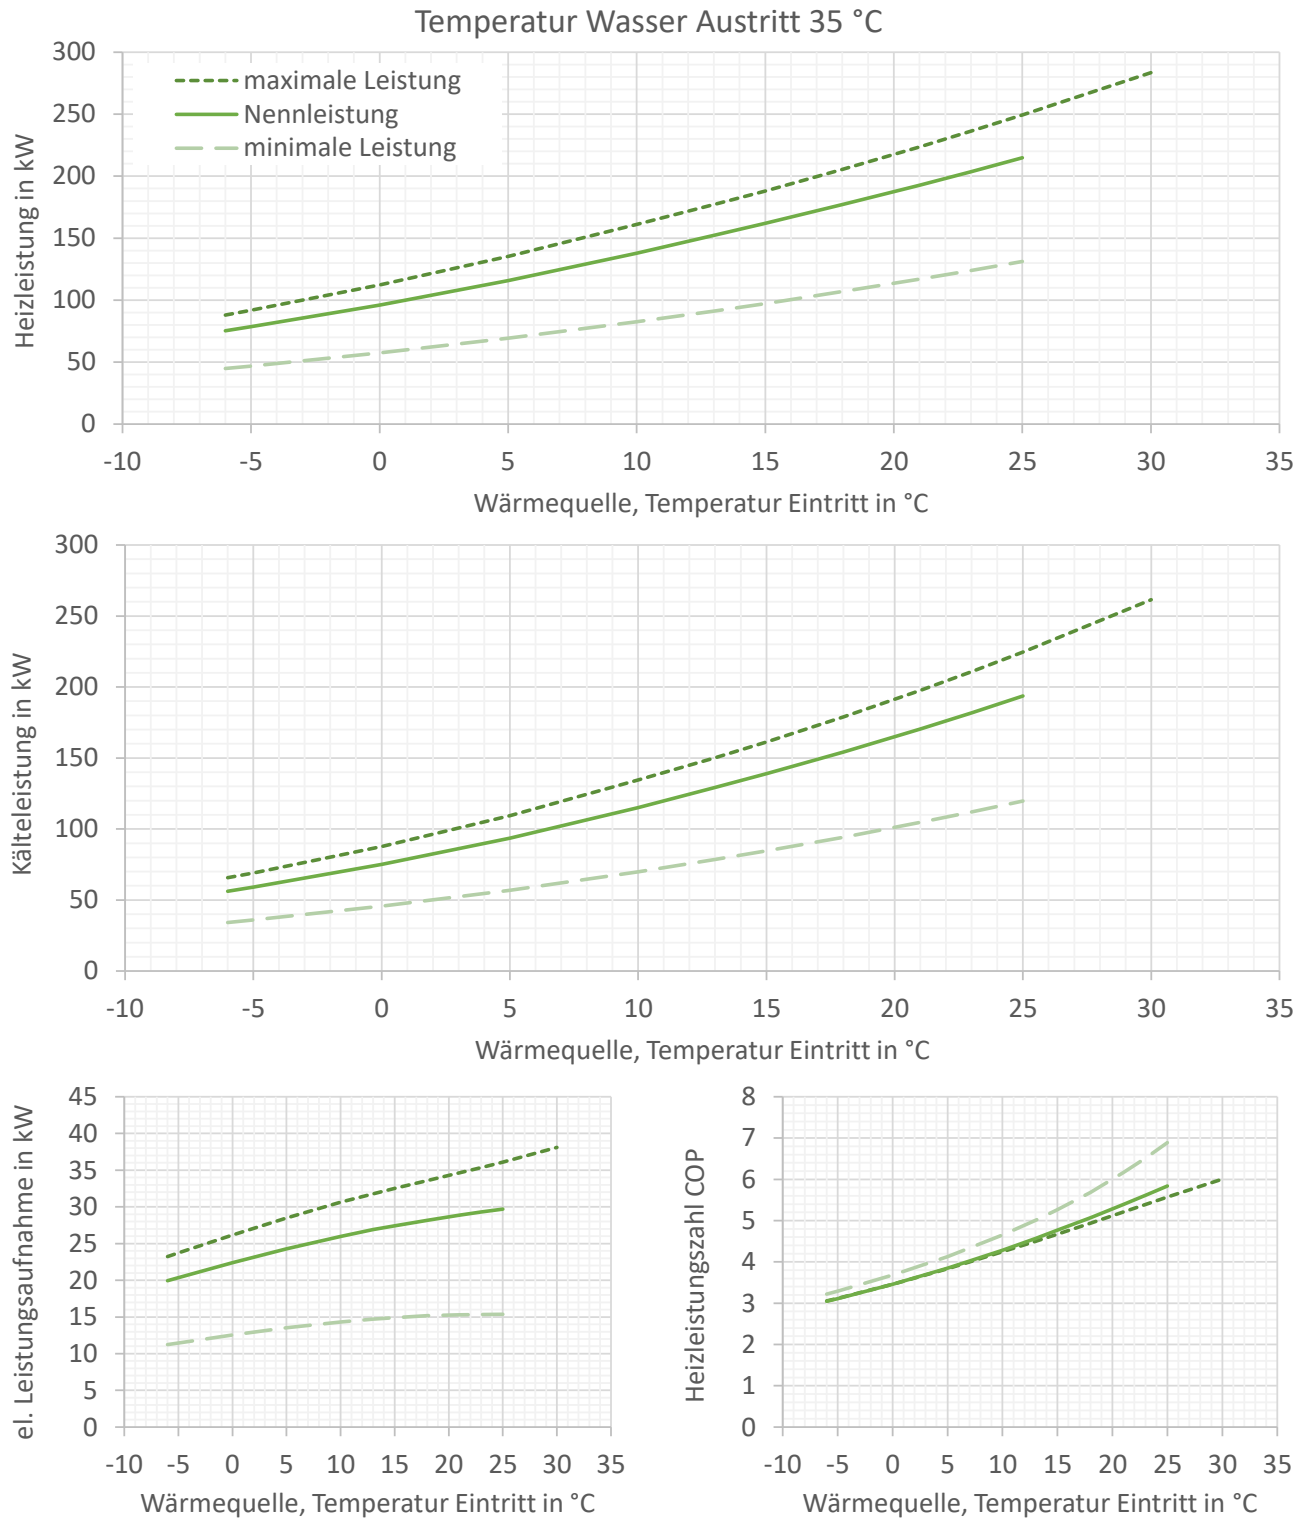 Temperatur Wasser Austritt 35 °C
300
250
200
150
100
50
0
maximale Leistung
Nennleistung
minimale Leistung
Heizleistung in kW
-10 -5 0 5 10 15 20 25 30 35
Wärmequelle, Temperatur Eintritt in °C
300
250
200
150
100
50
0
Kälteleistung in kW
-10 -5 0 5 10 15 20 25 30 35
Wärmequelle, Temperatur Eintritt in °C
45
40
35
30
25
20
15
10
5
0
el. Leistungsaufnahme in kW
-10 -5 0 5 10 15 20 25 30 35
Wärmequelle, Temperatur Eintritt in °C
8
7
6
5
4
3
2
1
0
Heizleistungszahl COP
-10 -5 0 5 10 15 20 25 30 35
Wärmequelle, Temperatur Eintritt in °C